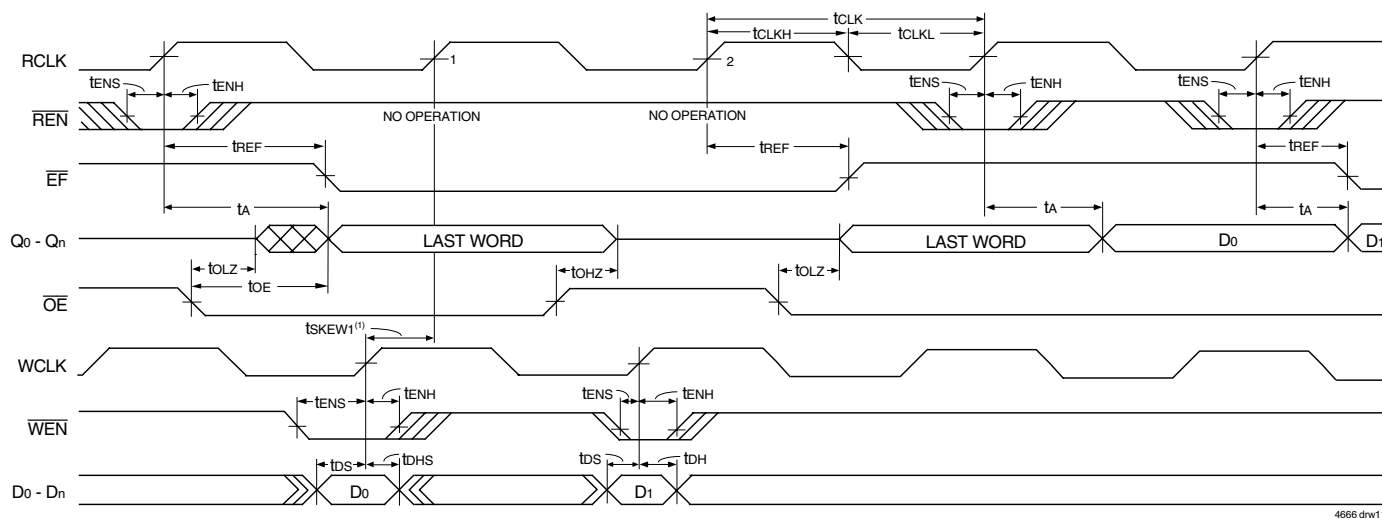 tCLK
tCLKH tCLKL
RCLK 1 2
tENS tENH tENS tENH tENS tENH
REN NO OPERATION NO OPERATION
tREF tREF tREF
EF
tA tA tA
Q0 - Qn LAST WORD LAST WORD D0 D1
tOLZ tOHZ tOLZ
tOE
OE
tSKEW1(1)
WCLK
tENS tENH tENS tENH
WEN
tDS tDHS tDS tDH
D0 - Dn D0 D1